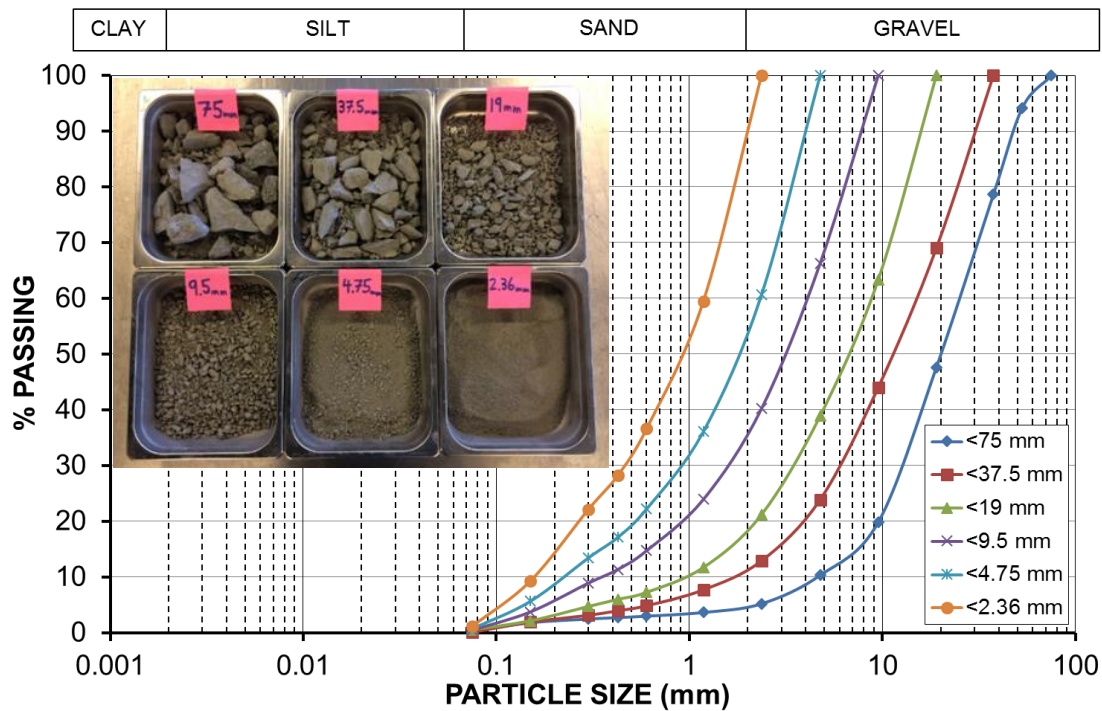 CLAY SILT SAND GRAVEL
100
90
80
70
60
50
40
30
20
10
0
% PASSING
75mm 37.5mm 19mm
9.5mm 4.75mm 2.36mm
<75 mm
<37.5 mm
<19 mm
<9.5 mm
<4.75 mm
<2.36 mm
0.001 0.01 0.1 1 10 100
PARTICLE SIZE (mm)